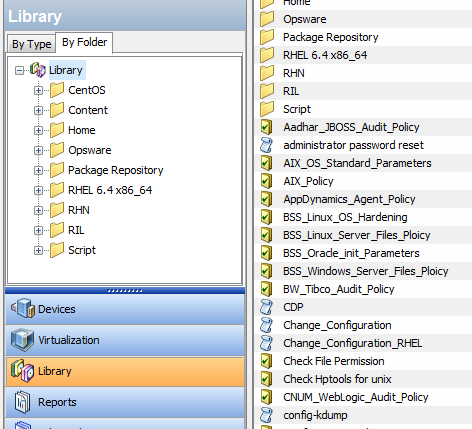 Library
By Type
By Folder
Library
CentOS
Content
Home
Opsware
Package Repository
RHEL 6.4 x86_64
RHN
RIL
Script
Devices
Virtualization
Library
Reports
Home
Opsware
Package Repository
RHEL 6.4 x86_64
RHN
RIL
Script
Aadhar_JBOSS_Audit_Policy
administrator password reset
AIX_OS_Standard_Parameters
AIX_Policy
AppDynamics_Agent_Policy
BSS_Linux_OS_Hardening
BSS_Linux_Server_Files_Ploicy
BSS_Oracle_init_Parameters
BSS_Windows_Server_Files_Ploicy
BW_Tibco_Audit_Policy
CDP
Change_Configuration
Change_Configuration_RHEL
Check File Permission
Check Hptools for unix
CNUM_WebLogic_Audit_Policy
config-kdump